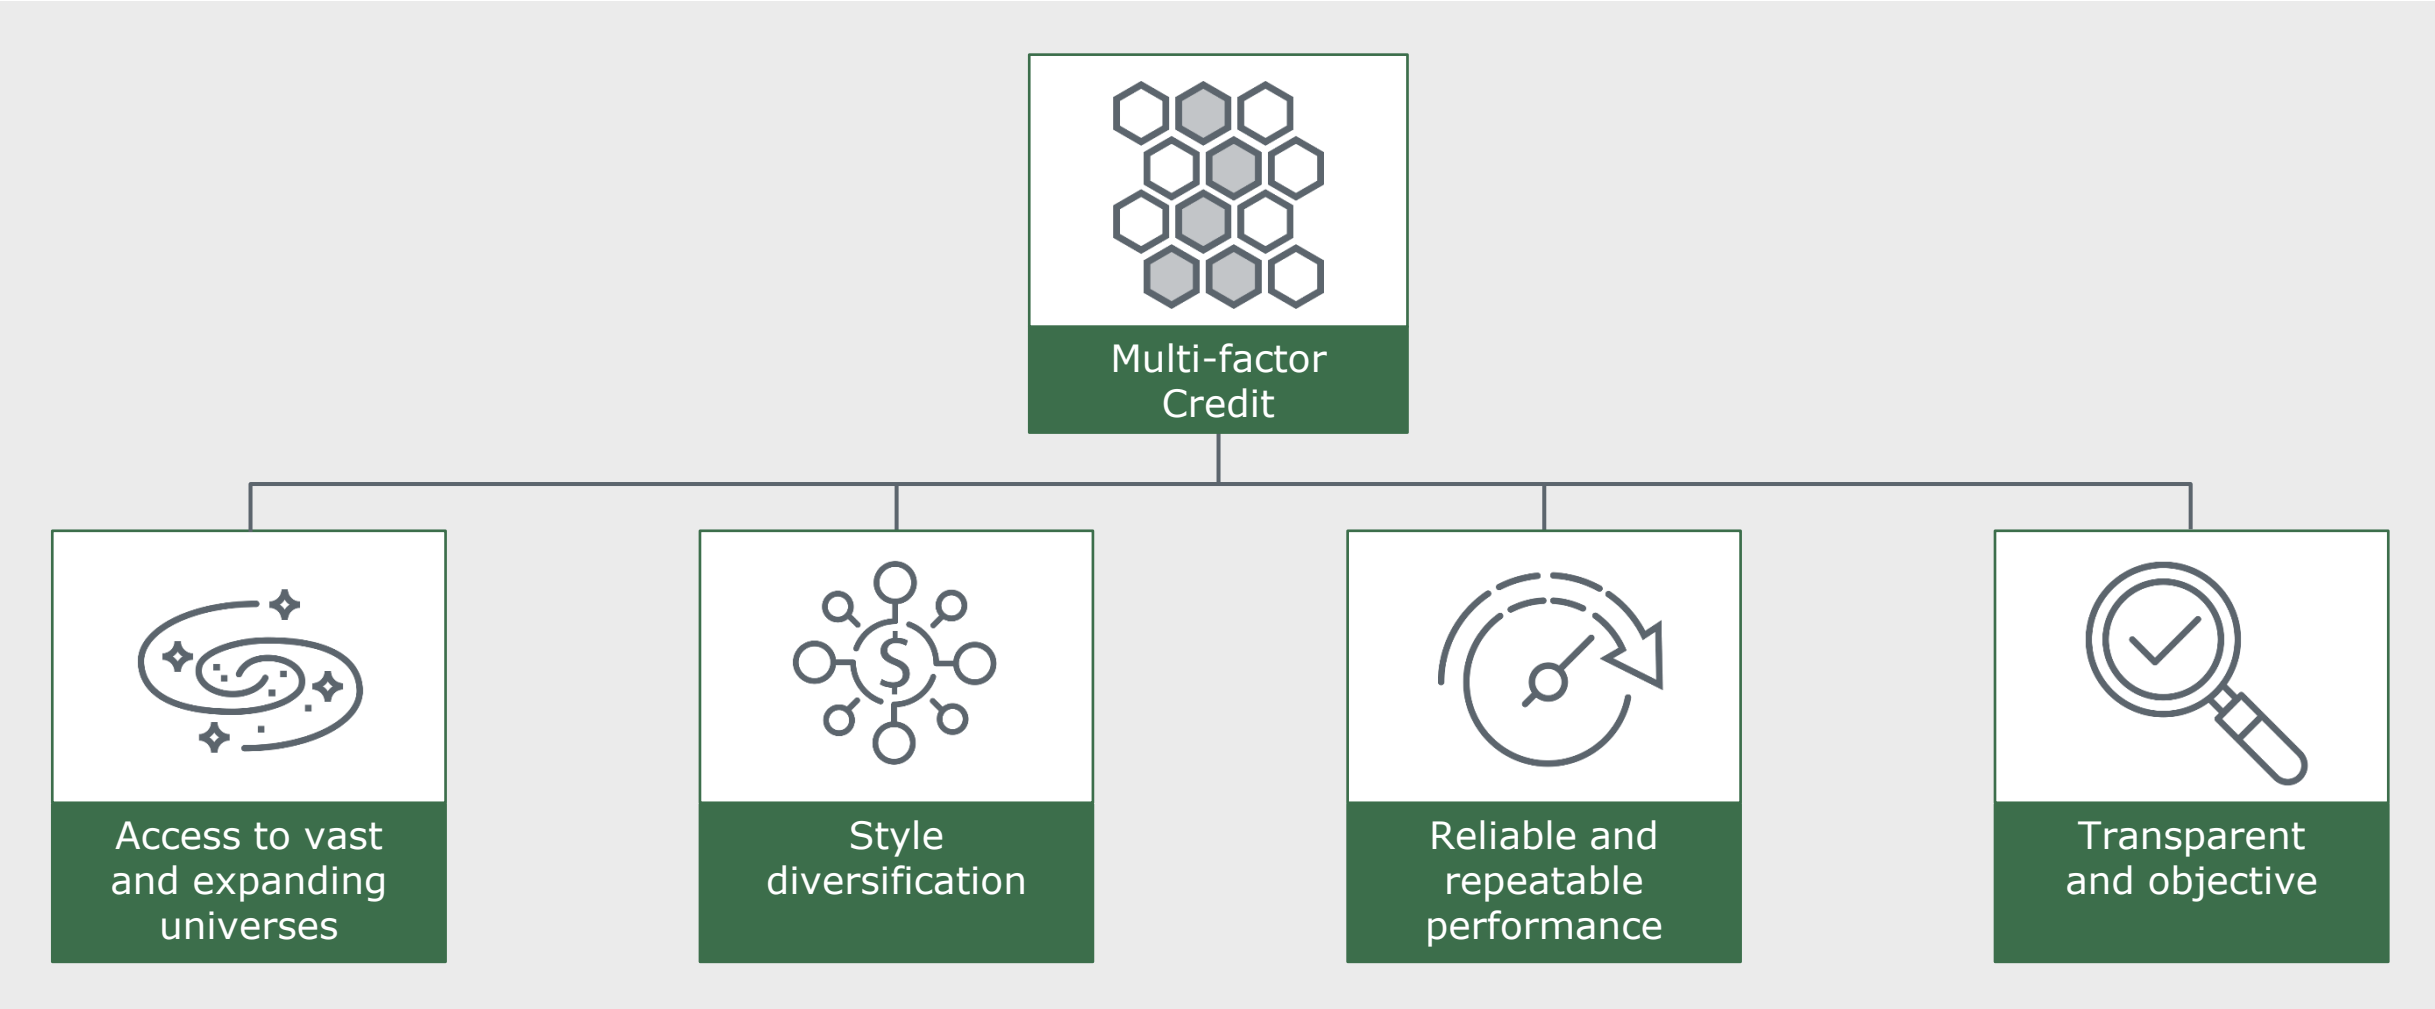 Multi-factor
Credit
Access to vast
and expanding
universes
Style
diversification
Reliable and
repeatable
performance
Transparent
and objective